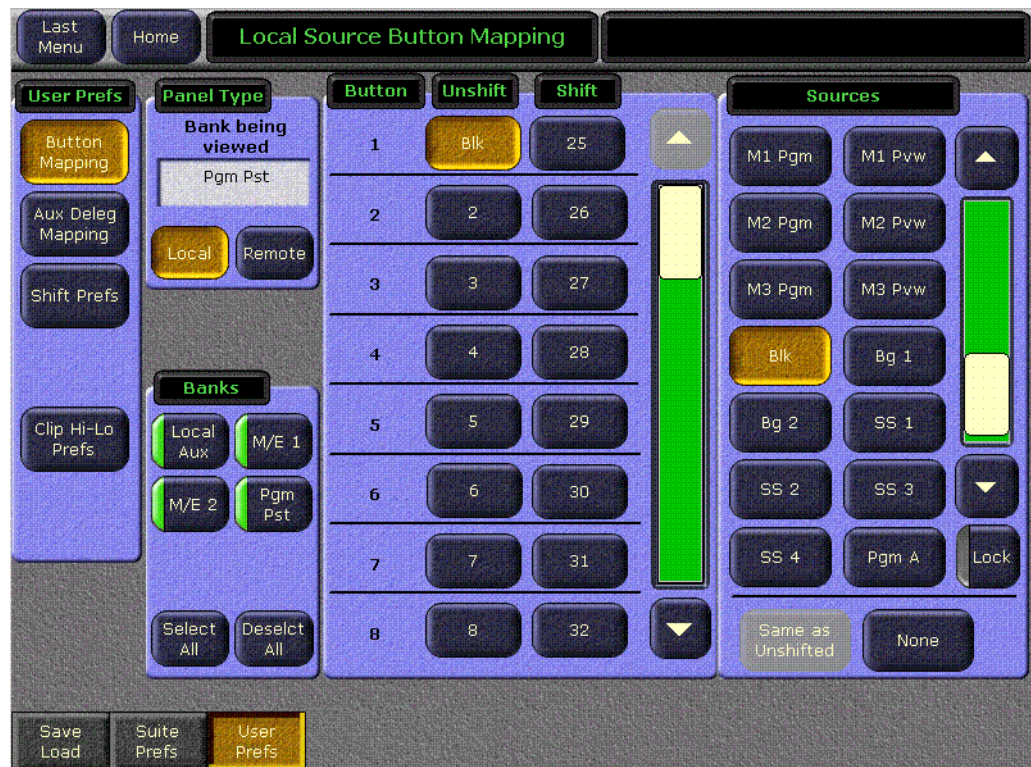 Last
Menu
Home
Local Source Button Mapping
User Prefs
Button
Mapping
Aux Deleg
Mapping
Shift Prefs
Clip Hi-Lo
Prefs
Panel Type
Bank being
viewed
Pgm Pst
Local
Remote
Banks
Local
Aux
M/E 1
M/E 2
Pgm
Pst
Select
All
Deselct
All
Button
Unshift
Shift
1
Blk
25
2
2
26
3
3
27
4
4
28
5
5
29
6
6
30
7
7
31
8
8
32
Sources
M1 Pgm
M1 Pvw
M2 Pgm
M2 Pvw
M3 Pgm
M3 Pvw
Blk
Bg 1
Bg 2
SS 1
SS 2
SS 3
SS 4
Pgm A
Lock
Same as
Unshifted
None
Save
Load
Suite
Prefs
User
Prefs